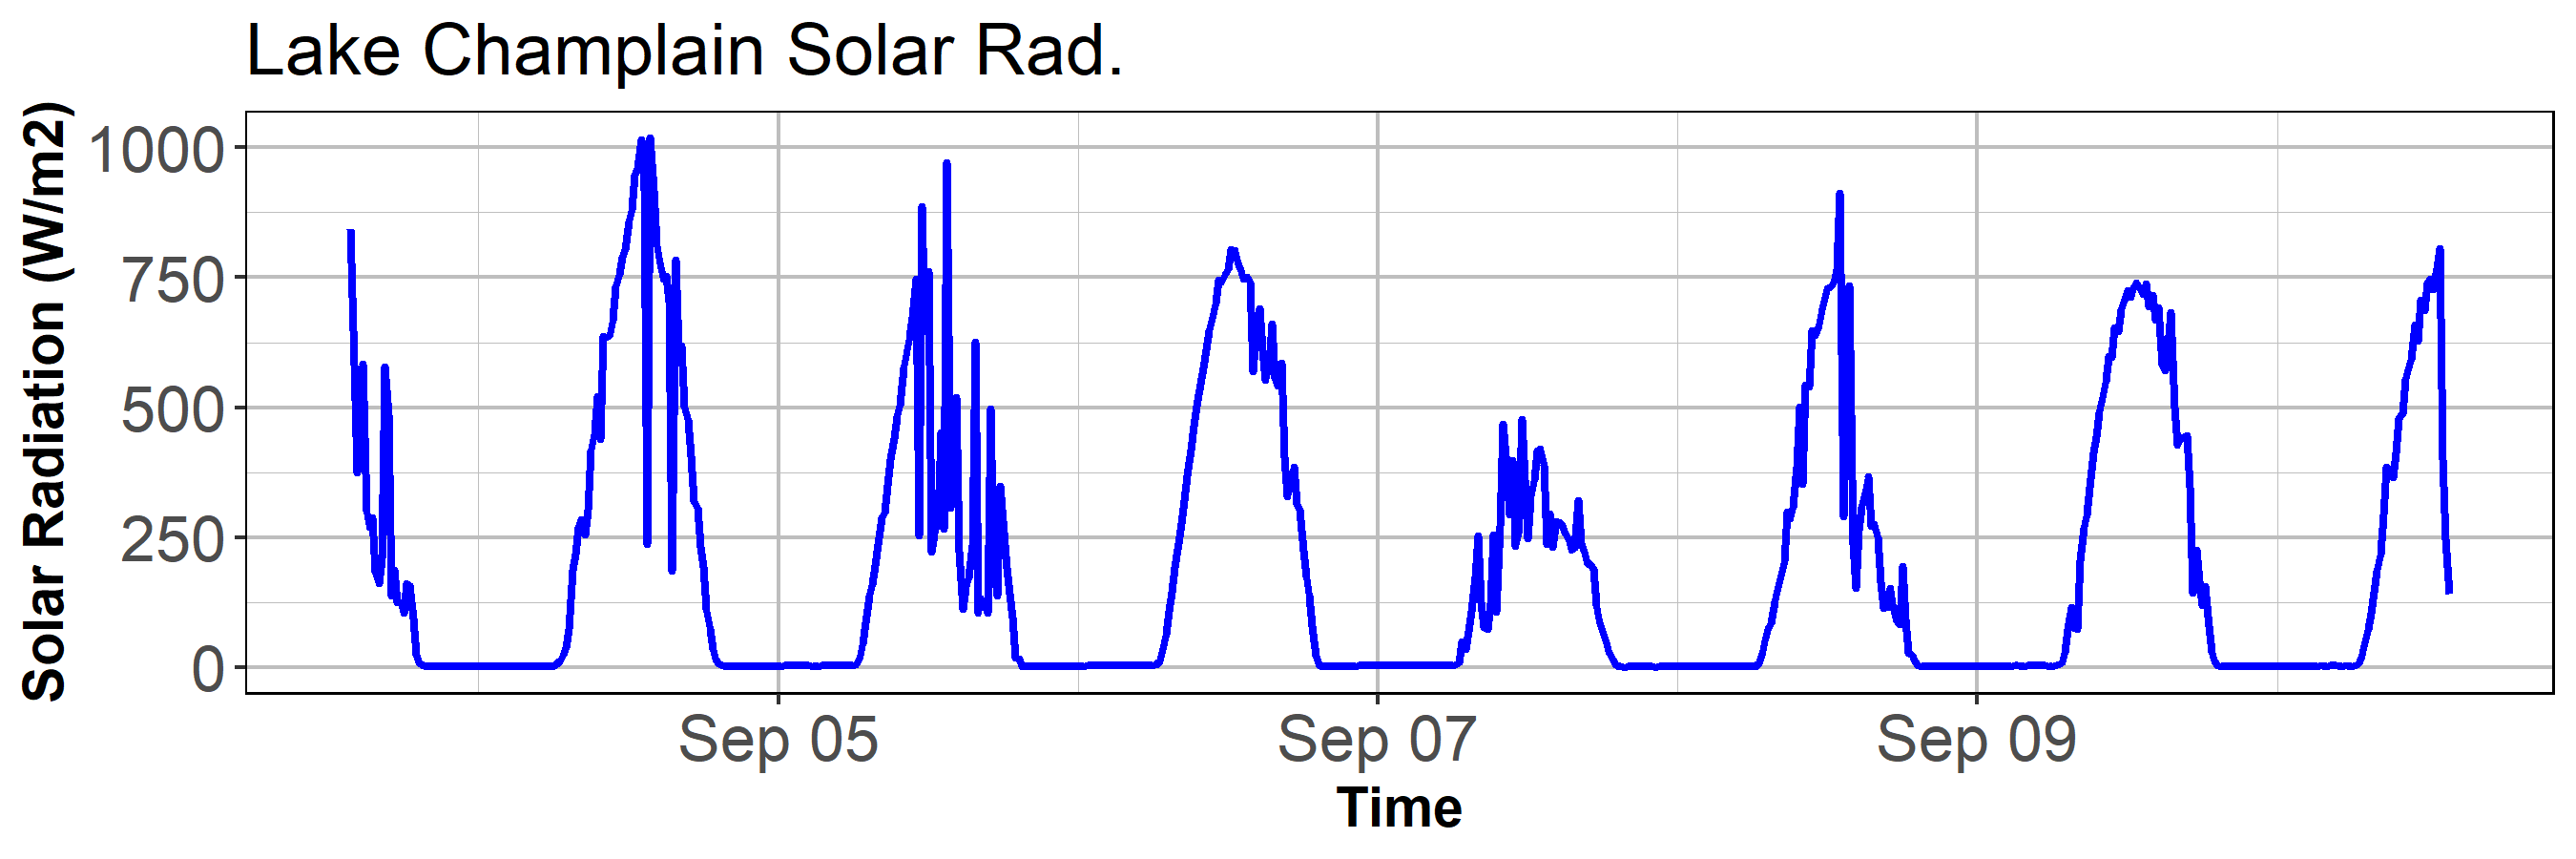 Lake Champlain Solar Rad.
Solar Radiation (W/m2)
1000
750
500
250
0
Sep 05 Sep 07 Sep 09
Time